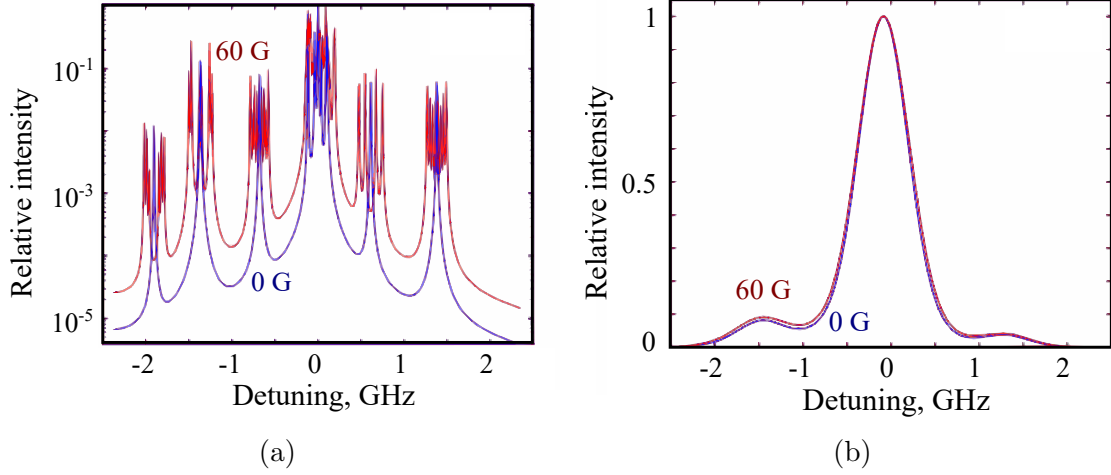 10⁻¹
10⁻³
10⁻⁵
Relative intensity
60 G
0 G
-2 -1 0 1 2
Detuning, GHz
(a)
1
0.5
0
Relative intensity
60 G
0 G
-2 -1 0 1 2
Detuning, GHz
(b)